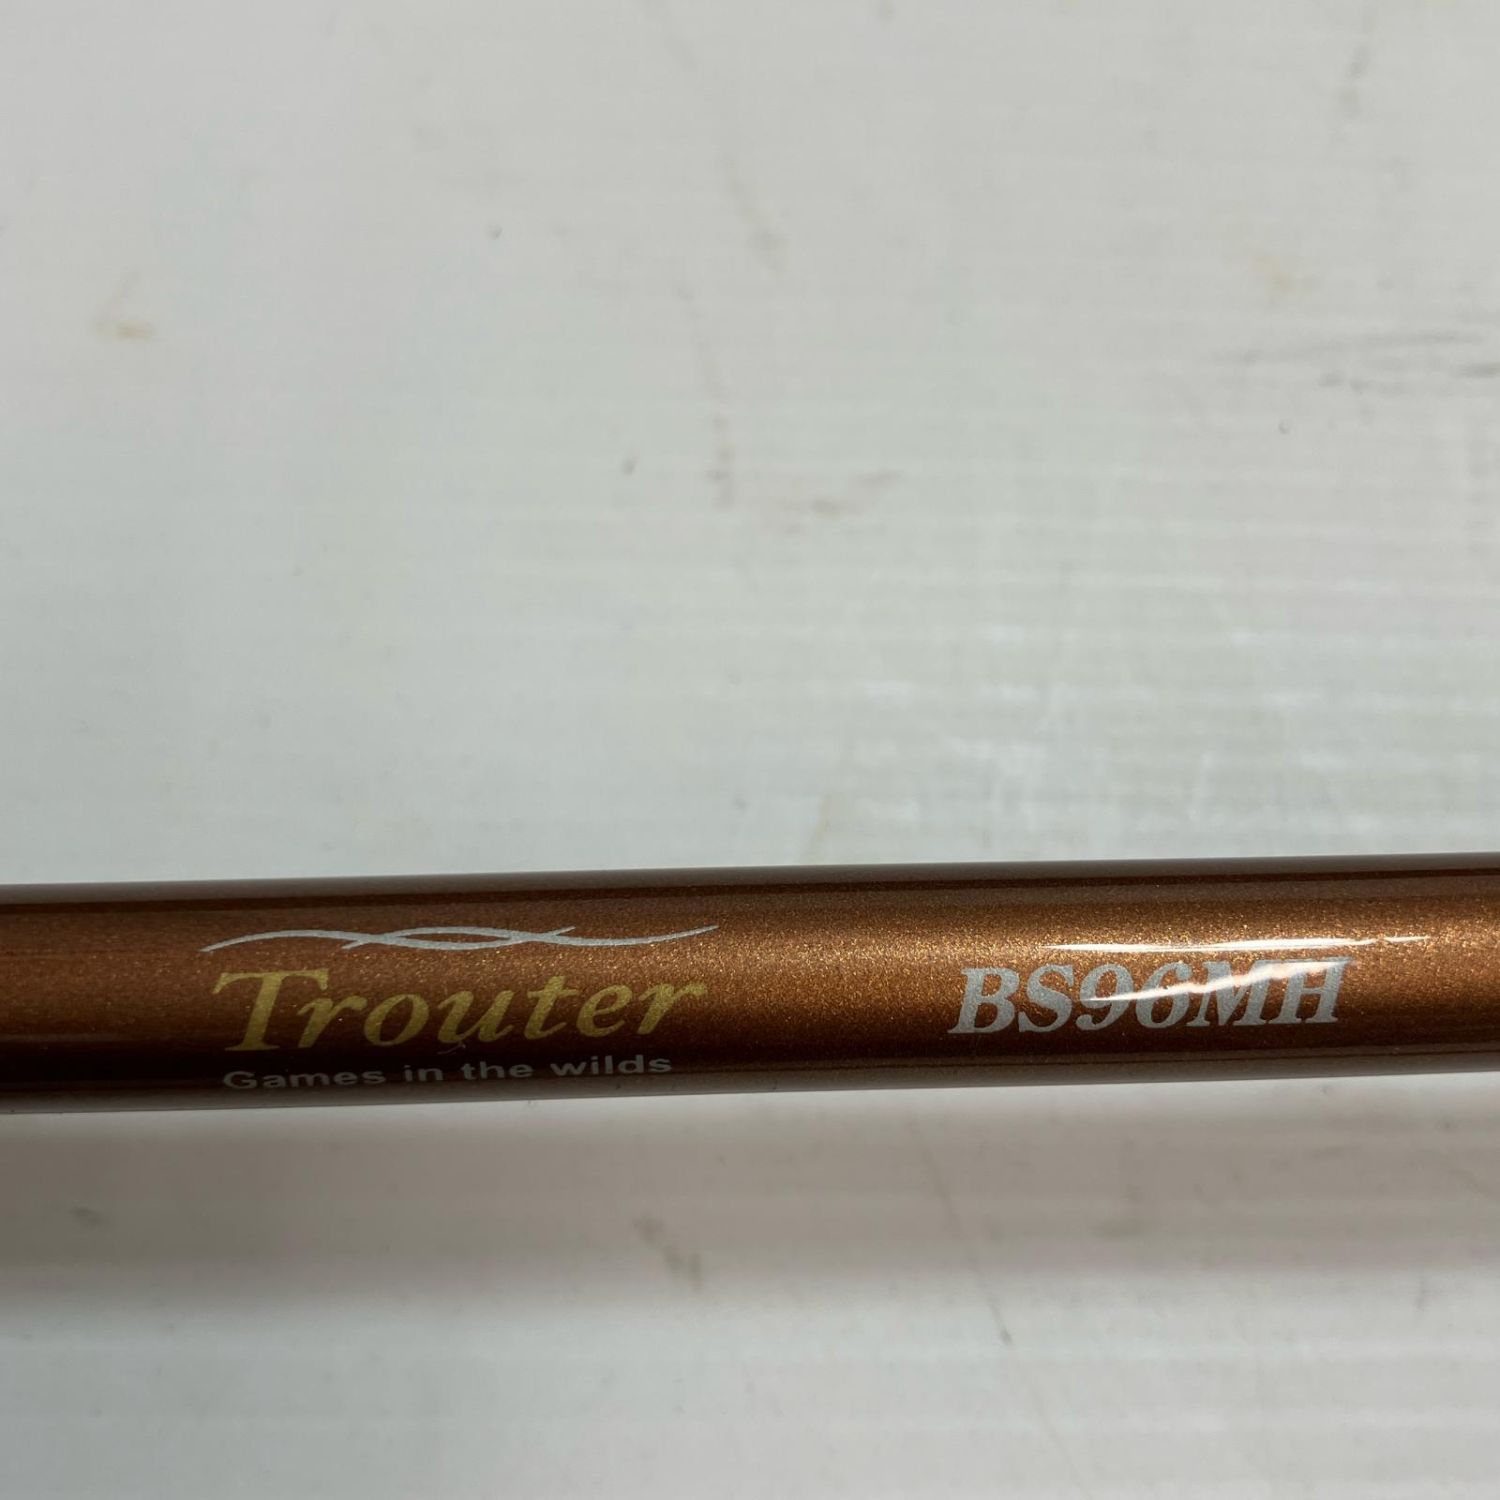 Trouter BS96MH
Games in the wilds